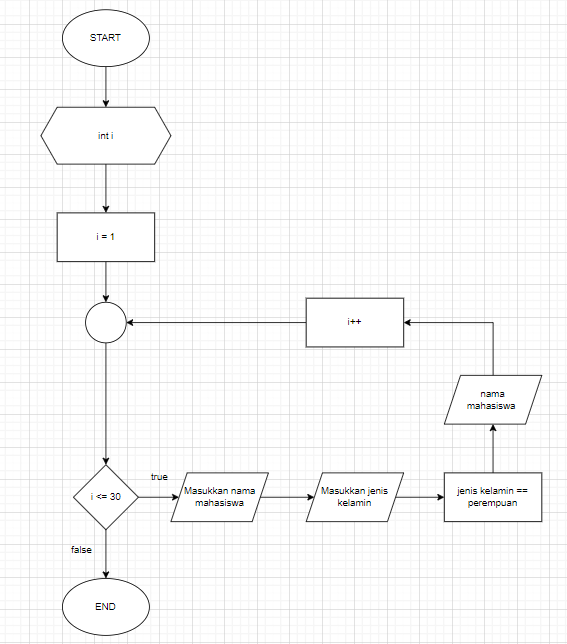 START
int i
i = 1
i++
nama
mahasiswa
i <= 30
true
Masukkan nama
mahasiswa
Masukkan jenis
kelamin
jenis kelamin ==
perempuan
false
END